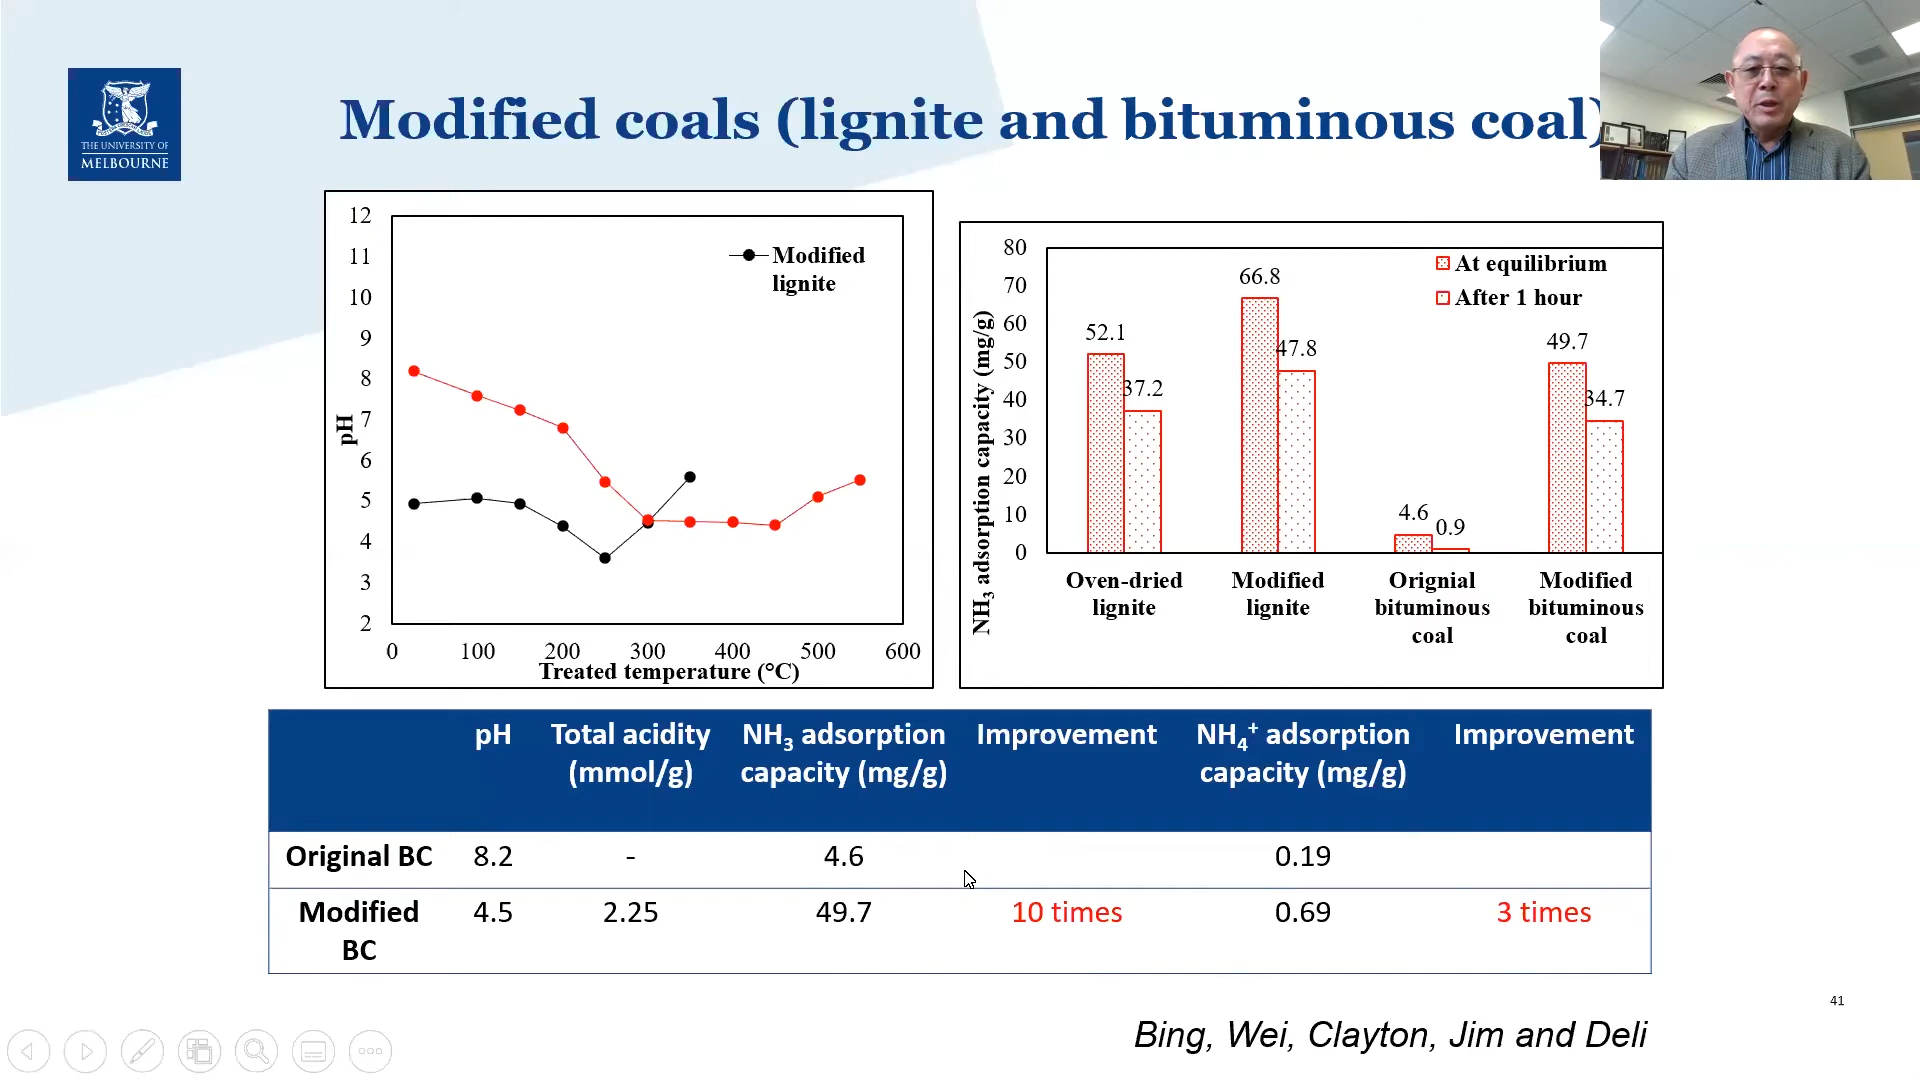 THE UNIVERSITY OF
MELBOURNE
Modified coals (lignite and bituminous coal)
12
11
10
9
8
7
6
5
4
3
2
pH
Modified
lignite
0 100 200 300 400 500 600
Treated temperature (°C)
80
70
60
50
40
30
20
10
0
NH₃ adsorption capacity (mg/g)
At equilibrium
After 1 hour
52.1
37.2
66.8
47.8
4.6
0.9
49.7
34.7
Oven-dried
lignite
Modified
lignite
Orignial
bituminous
coal
Modified
bituminous
coal
pH Total acidity NH₃ adsorption Improvement NH₄⁺ adsorption Improvement
(mmol/g) capacity (mg/g) capacity (mg/g)
Original BC 8.2 - 4.6 0.19
Modified 4.5 2.25 49.7 10 times 0.69 3 times
BC
41
Bing, Wei, Clayton, Jim and Deli